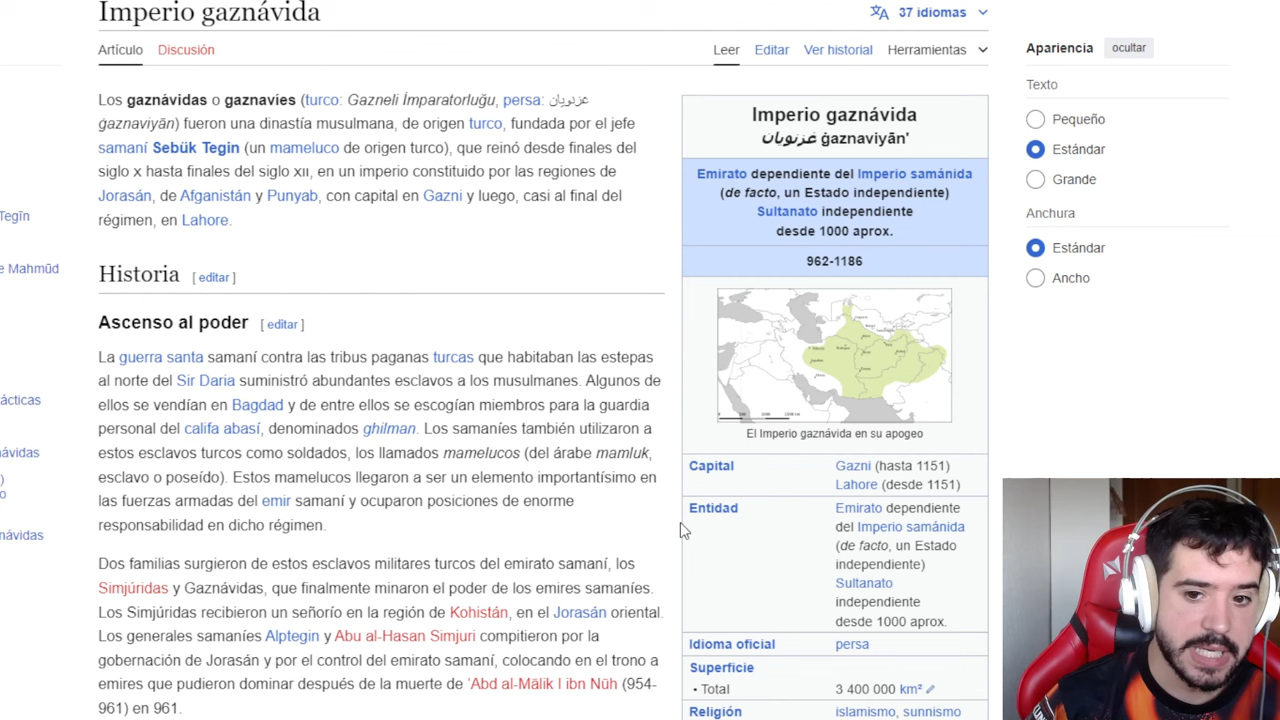 Imperio gaznávida
37 idiomas
Artículo Discusión Leer Editar Ver historial Herramientas
Los gaznávidas o gaznavíes (turco: Gazneli İmparatorluğu, persa: غزنویان
ġaznaviyān) fueron una dinastía musulmana, de origen turco, fundada por el jefe
samaní Sebük Tegin (un mameluco de origen turco), que reinó desde finales del
siglo x hasta finales del siglo xii, en un imperio constituido por las regiones de
Jorasán, de Afganistán y Punyab, con capital en Gazni y luego, casi al final del
régimen, en Lahore.
Historia [ editar ]
Ascenso al poder [ editar ]
La guerra santa samaní contra las tribus paganas turcas que habitaban las estepas
al norte del Sir Daria suministró abundantes esclavos a los musulmanes. Algunos de
ellos se vendían en Bagdad y de entre ellos se escogían miembros para la guardia
personal del califa abasí, denominados ghilman. Los samaníes también utilizaron a
estos esclavos turcos como soldados, los llamados mamelucos (del árabe mamluk,
esclavo o poseído). Estos mamelucos llegaron a ser un elemento importantísimo en
las fuerzas armadas del emir samaní y ocuparon posiciones de enorme
responsabilidad en dicho régimen.
Dos familias surgieron de estos esclavos militares turcos del emirato samaní, los
Simjúridas y Gaznávidas, que finalmente minaron el poder de los emires samaníes.
Los Simjúridas recibieron un señorío en la región de Kohistán, en el Jorasán oriental.
Los generales samaníes Alptegin y Abu al-Hasan Simjuri compitieron por la
gobernación de Jorasán y por el control del emirato samaní, colocando en el trono a
emires que pudieron dominar después de la muerte de 'Abd al-Mälik I ibn Nūh (954-
961) en 961.
Imperio gaznávida
غزنویان ġaznaviyān'
Emirato dependiente del Imperio samánida
(de facto, un Estado independiente)
Sultanato independiente
desde 1000 aprox.
962-1186
El Imperio gaznávida en su apogeo
Capital Gazni (hasta 1151)
Lahore (desde 1151)
Entidad Emirato dependiente
del Imperio samánida
(de facto, un Estado
independiente)
Sultanato
independiente
desde 1000 aprox.
Idioma oficial persa
Superficie
• Total 3 400 000 km²
Religión islamismo, sunnismo
Apariencia ocultar
Texto
Pequeño
Estándar
Grande
Anchura
Estándar
Ancho
Tegīn
e Mahmūd
ácticas
návidas
)
o
návidas